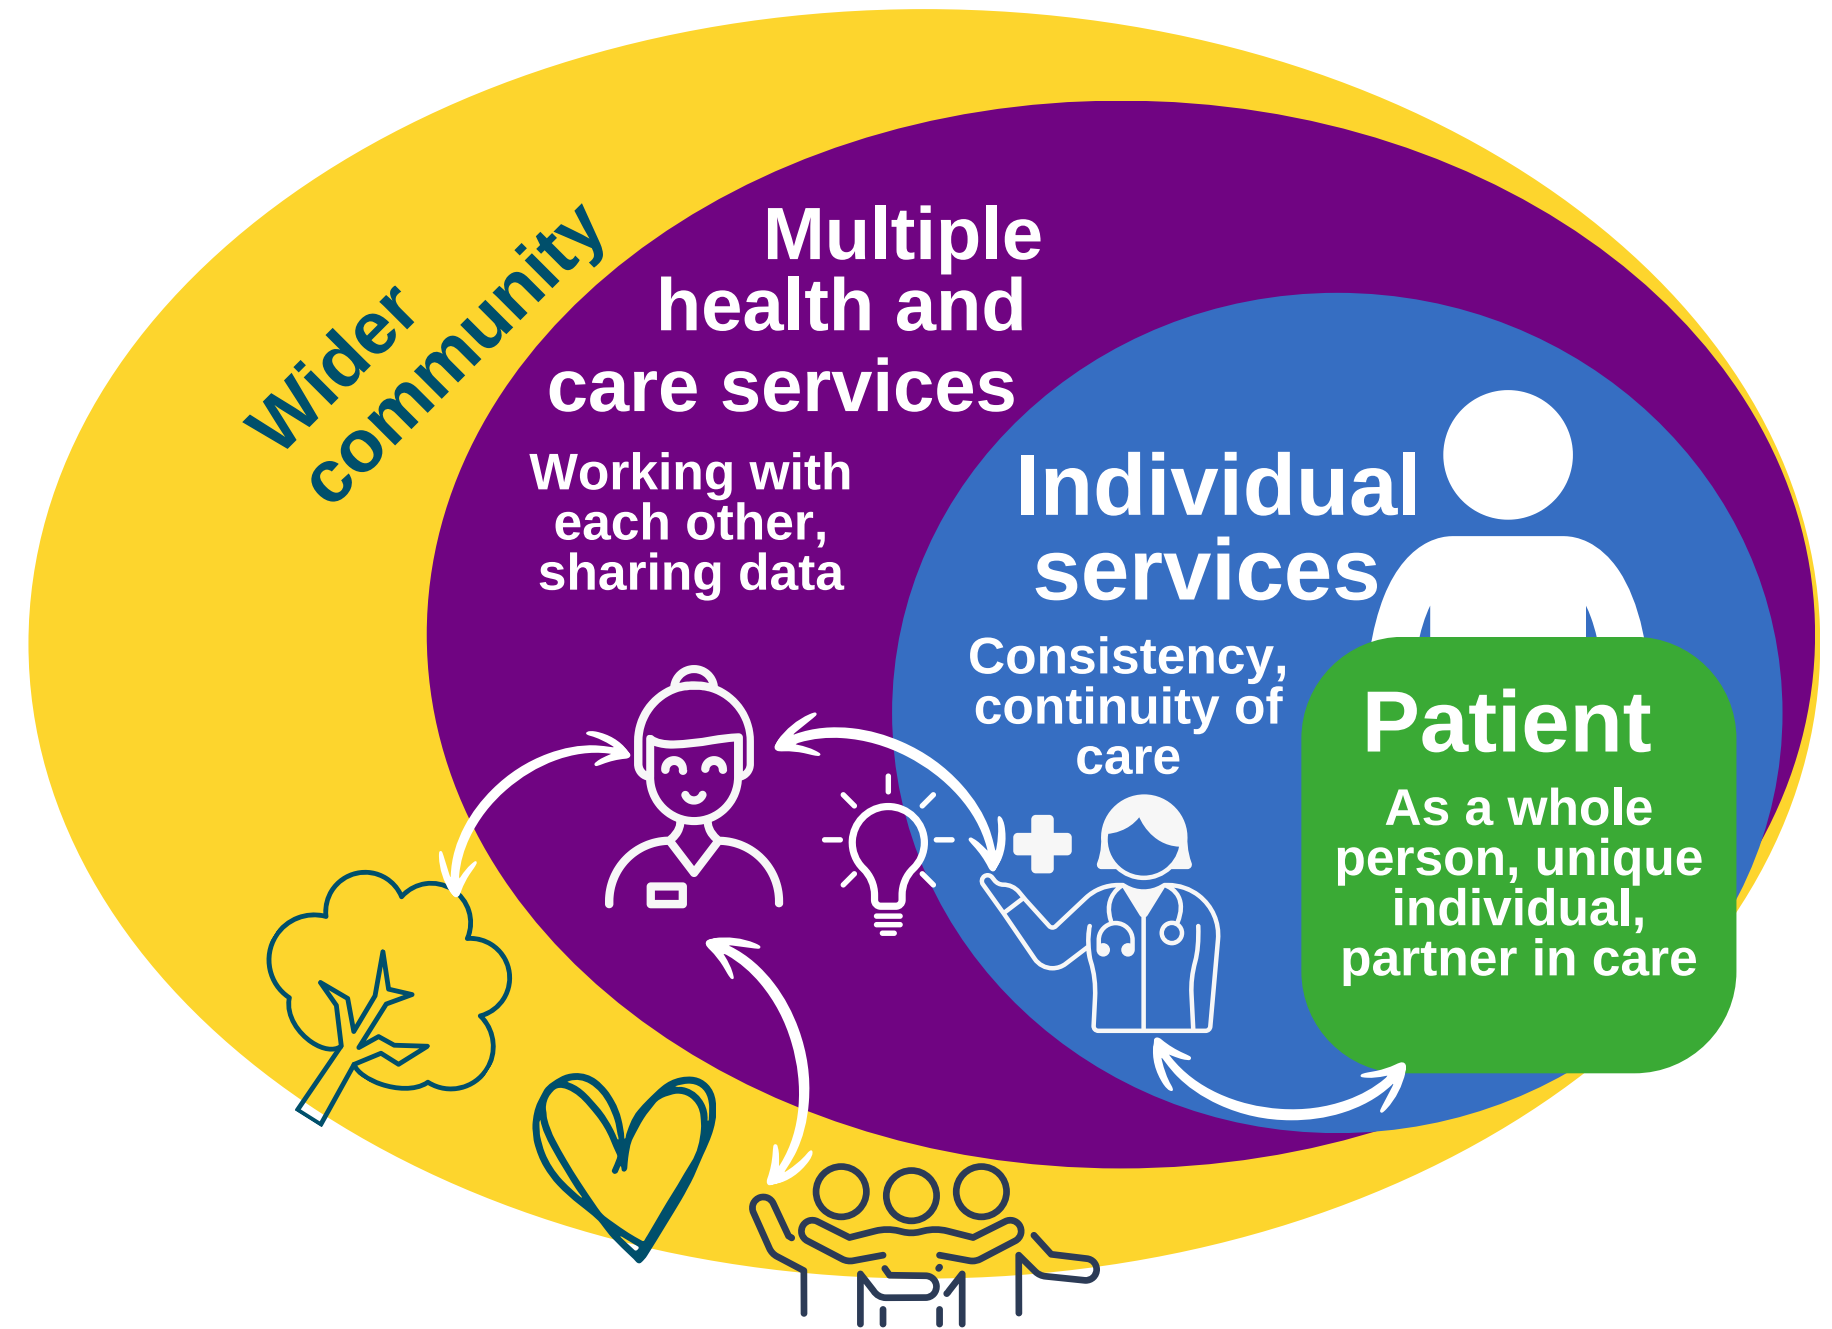 Wider
community
Multiple
health and
care services
Working with
each other,
sharing data
Individual
services
Consistency,
continuity of
care
Patient
As a whole
person, unique
individual,
partner in care